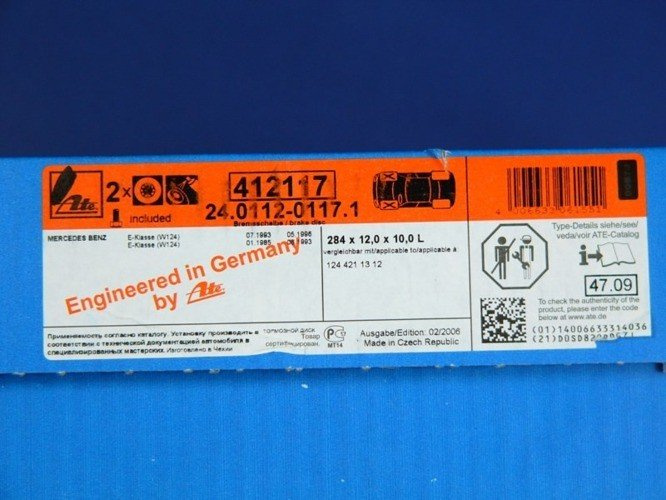 Ate
2x
included
412117
24.0112-0117.1
Bremsscheibe / brake disc
MERCEDES BENZ
E-Klasse (W124) 07.1993 06.1996
E-Klasse (W124) 01.1985 06.1993
284 x 12,0 x 10,0 L
vergleichbar mit/applicable to/applicable à:
124 421 13 12
Engineered in Germany
by Ate
Type-Details siehe/see/
veda/voir ATE-Catalog
i
47.09
To check the authenticity of the
product, please enter the code
below at www.ate.de
(01)14006633314036
Применяется согласно каталогу. Установку производить в
соответствии с технической документацией автомобиля в
специализированных мастерских. Изготовлено в Чехии
тормозной диск
Товар
сертифицирован.
МТ14
Ausgabe/Edition: 02/2006
Made in Czech Republic